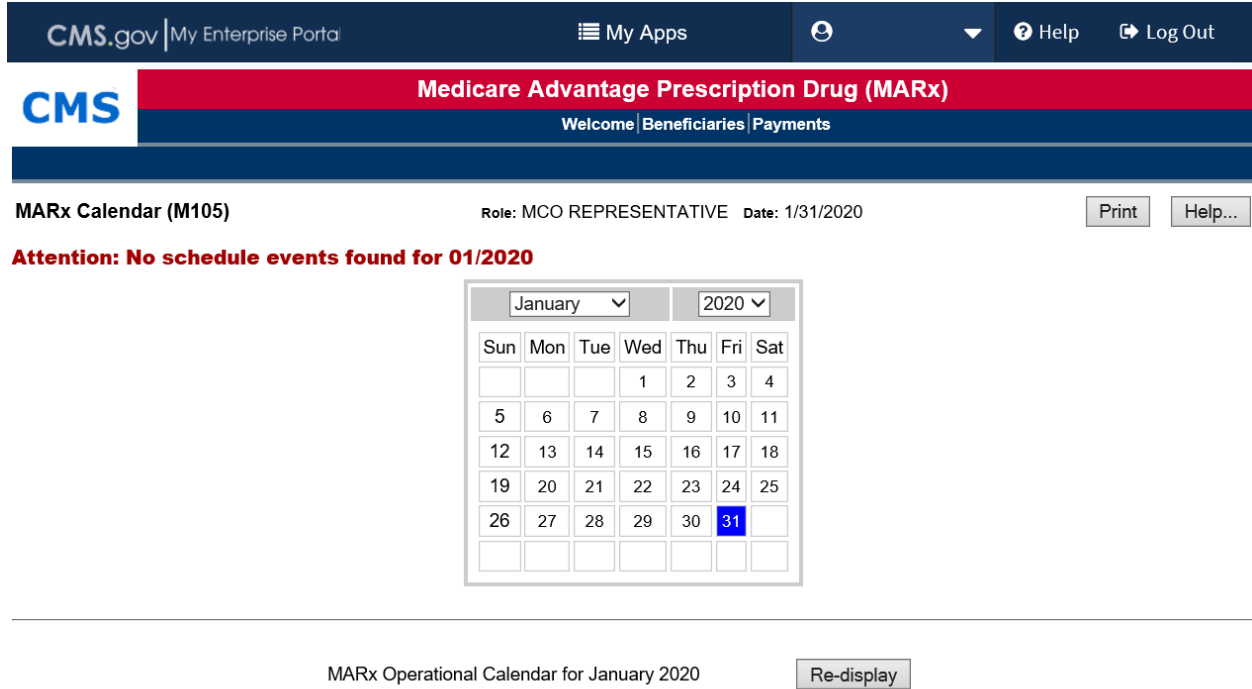 CMS.gov My Enterprise Portal My Apps Help Log Out
CMS
Medicare Advantage Prescription Drug (MARx)
Welcome|Beneficiaries|Payments
MARx Calendar (M105) Role: MCO REPRESENTATIVE Date: 1/31/2020 Print Help...
Attention: No schedule events found for 01/2020
January 2020
Sun Mon Tue Wed Thu Fri Sat
1 2 3 4
5 6 7 8 9 10 11
12 13 14 15 16 17 18
19 20 21 22 23 24 25
26 27 28 29 30 31
MARx Operational Calendar for January 2020 Re-display